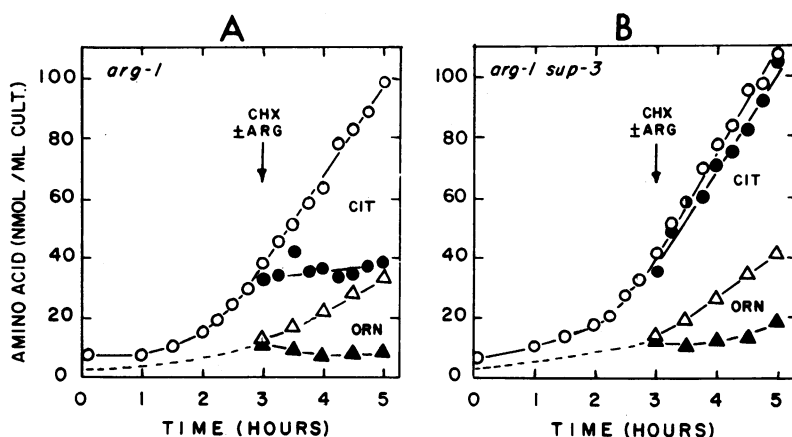 A
B
AMINO ACID (NMOL /ML CULT.)
100
80
60
40
20
0
arg-1
CHX
±ARG
CIT
ORN
0 1 2 3 4 5
TIME (HOURS)
100
80
60
40
20
0
arg-1 sup-3
CHX
±ARG
CIT
ORN
0 1 2 3 4 5
TIME (HOURS)